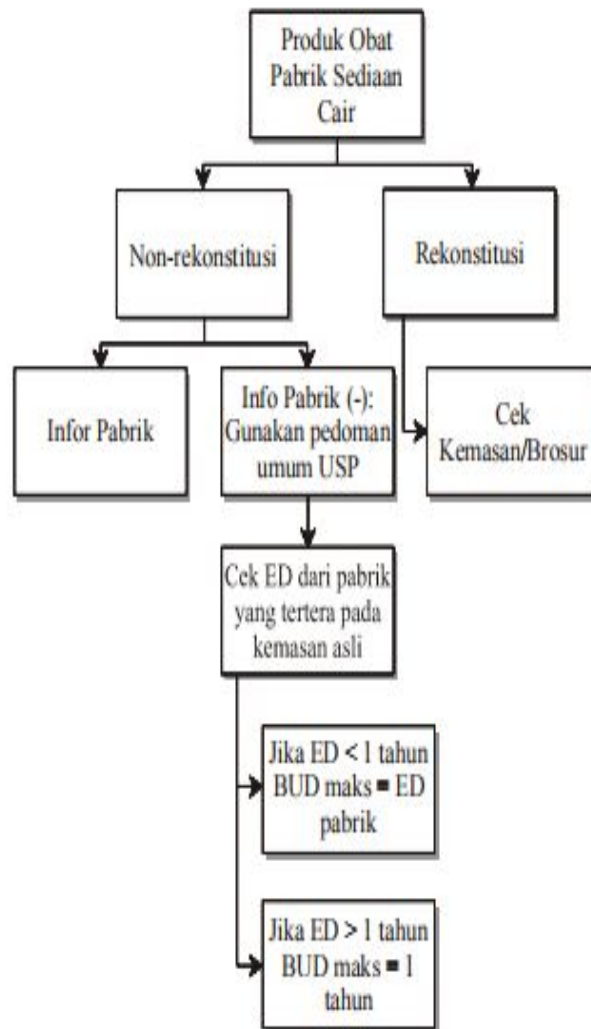 Produk Obat
Pabrik Sediaan
Cair
Non-rekonstitusi
Rekonstitusi
Infor Pabrik
Info Pabrik (-):
Gunakan pedoman
umum USP
Cek
Kemasan/Brosur
Cek ED dari pabrik
yang tertera pada
kemasan asli
Jika ED < 1 tahun
BUD maks = ED
pabrik
Jika ED > 1 tahun
BUD maks = 1
tahun